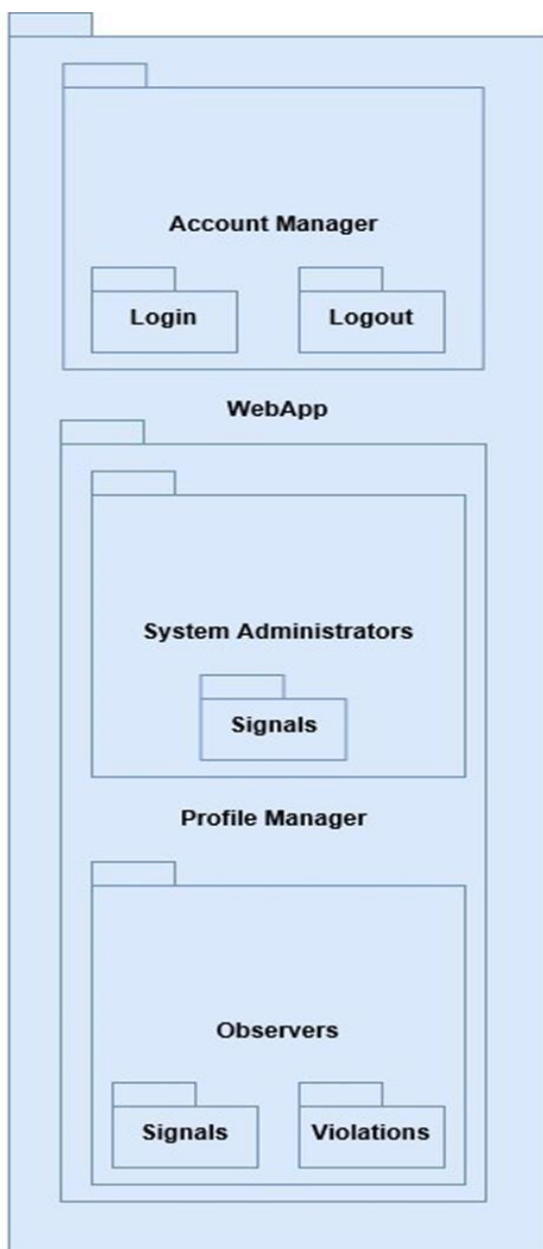 Account Manager
Login
Logout
WebApp
System Administrators
Signals
Profile Manager
Observers
Signals
Violations